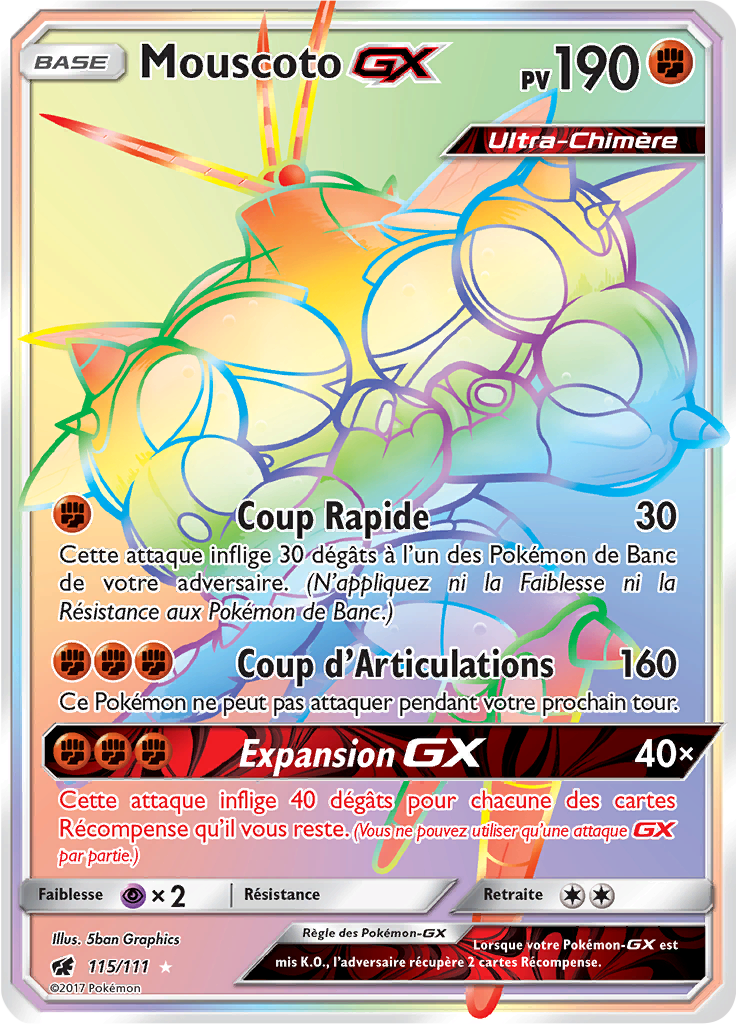 BASE Mouscoto GX PV 190
Ultra-Chimère
Coup Rapide 30
Cette attaque inflige 30 dégâts à l'un des Pokémon de Banc
de votre adversaire. (N'appliquez ni la Faiblesse ni la
Résistance aux Pokémon de Banc.)
Coup d'Articulations 160
Ce Pokémon ne peut pas attaquer pendant votre prochain tour.
Expansion GX 40×
Cette attaque inflige 40 dégâts pour chacune des cartes
Récompense qu'il vous reste. (Vous ne pouvez utiliser qu'une attaque GX
par partie.)
Faiblesse × 2 Résistance Retraite
Illus. 5ban Graphics
115/111
©2017 Pokémon
Règle des Pokémon-GX
Lorsque votre Pokémon-GX est
mis K.O., l'adversaire récupère 2 cartes Récompense.